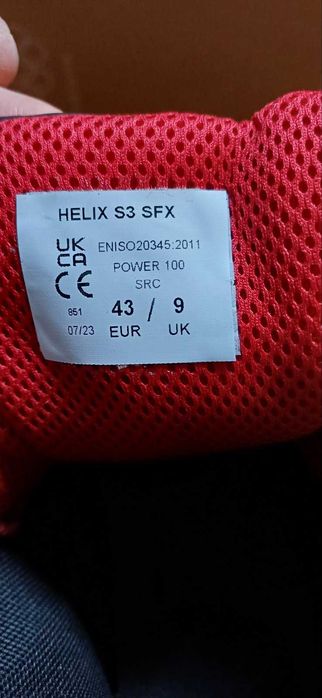 HELIX S3 SFX
UK
CA
ENISO20345:2011
POWER 100
SRC
CE
851
43 / 9
07/23 EUR UK